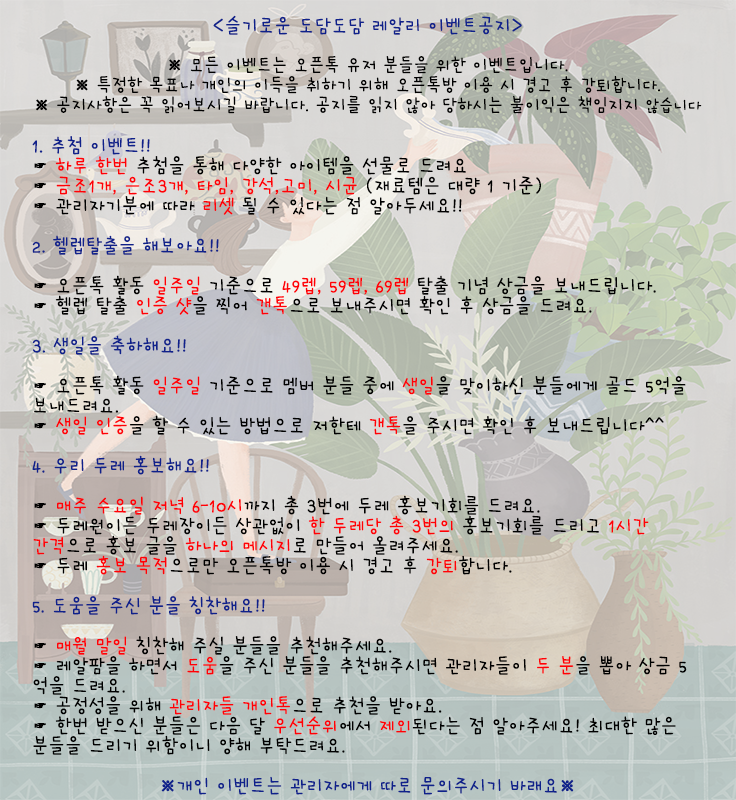 <슬기로운 도담도담 레알리 이벤트공지>
※ 모든 이벤트는 오픈톡 유저 분들을 위한 이벤트입니다.
※ 특정한 목표나 개인의 이득을 취하기 위해 오픈톡방 이용 시 경고 후 강퇴합니다.
※ 공지사항은 꼭 읽어보시길 바랍니다. 공지를 읽지 않아 당하시는 불이익은 책임지지 않습니다
1. 추첨 이벤트!!
☞ 하루 한번 추첨을 통해 다양한 아이템을 선물로 드려요
☞ 금조1개, 은조3개, 타임, 강석,고미, 시균 (재료템은 대량 1 기준)
☞ 관리자기분에 따라 리셋 될 수 있다는 점 알아두세요!!
2. 헬렙탈출을 해보아요!!
☞ 오픈톡 활동 일주일 기준으로 49렙, 59렙, 69렙 탈출 기념 상금을 보내드립니다.
☞ 헬렙 탈출 인증 샷을 찍어 갠톡으로 보내주시면 확인 후 상금을 드려요.
3. 생일을 축하해요!!
☞ 오픈톡 활동 일주일 기준으로 멤버 분들 중에 생일을 맞이하신 분들에게 골드 5억을
보내드려요.
☞ 생일 인증을 할 수 있는 방법으로 저한테 갠톡을 주시면 확인 후 보내드립니다^^
4. 우리 두레 홍보해요!!
☞ 매주 수요일 저녁 6-10시까지 총 3번에 두레 홍보기회를 드려요.
☞ 두레원이든 두레장이든 상관없이 한 두레당 총 3번의 홍보기회를 드리고 1시간
간격으로 홍보 글을 하나의 메시지로 만들어 올려주세요.
☞ 두레 홍보 목적으로만 오픈톡방 이용 시 경고 후 강퇴합니다.
5. 도움을 주신 분을 칭찬해요!!
☞ 매월 말일 칭찬해 주실 분들을 추천해주세요.
☞ 레알팜을 하면서 도움을 주신 분들을 추천해주시면 관리자들이 두 분을 뽑아 상금 5
억을 드려요.
☞ 공정성을 위해 관리자들 개인톡으로 추천을 받아요.
☞ 한번 받으신 분들은 다음 달 우선순위에서 제외된다는 점 알아주세요! 최대한 많은
분들을 드리기 위함이니 양해 부탁드려요.
※개인 이벤트는 관리자에게 따로 문의주시기 바래요※